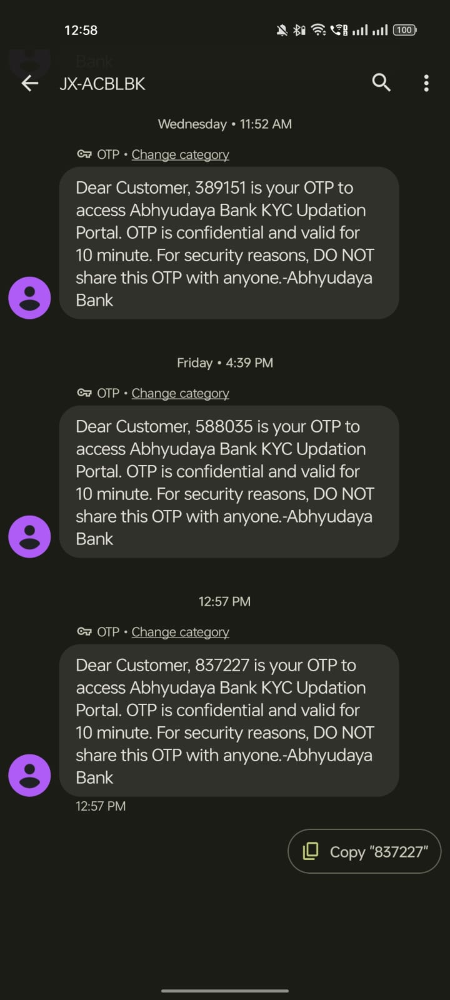 12:58
100
Bank
JX-ACBLBK
Wednesday • 11:52 AM
OTP • Change category
Dear Customer, 389151 is your OTP to
access Abhyudaya Bank KYC Updation
Portal. OTP is confidential and valid for
10 minute. For security reasons, DO NOT
share this OTP with anyone.-Abhyudaya
Bank
Friday • 4:39 PM
OTP • Change category
Dear Customer, 588035 is your OTP to
access Abhyudaya Bank KYC Updation
Portal. OTP is confidential and valid for
10 minute. For security reasons, DO NOT
share this OTP with anyone.-Abhyudaya
Bank
12:57 PM
OTP • Change category
Dear Customer, 837227 is your OTP to
access Abhyudaya Bank KYC Updation
Portal. OTP is confidential and valid for
10 minute. For security reasons, DO NOT
share this OTP with anyone.-Abhyudaya
Bank
12:57 PM
Copy "837227"